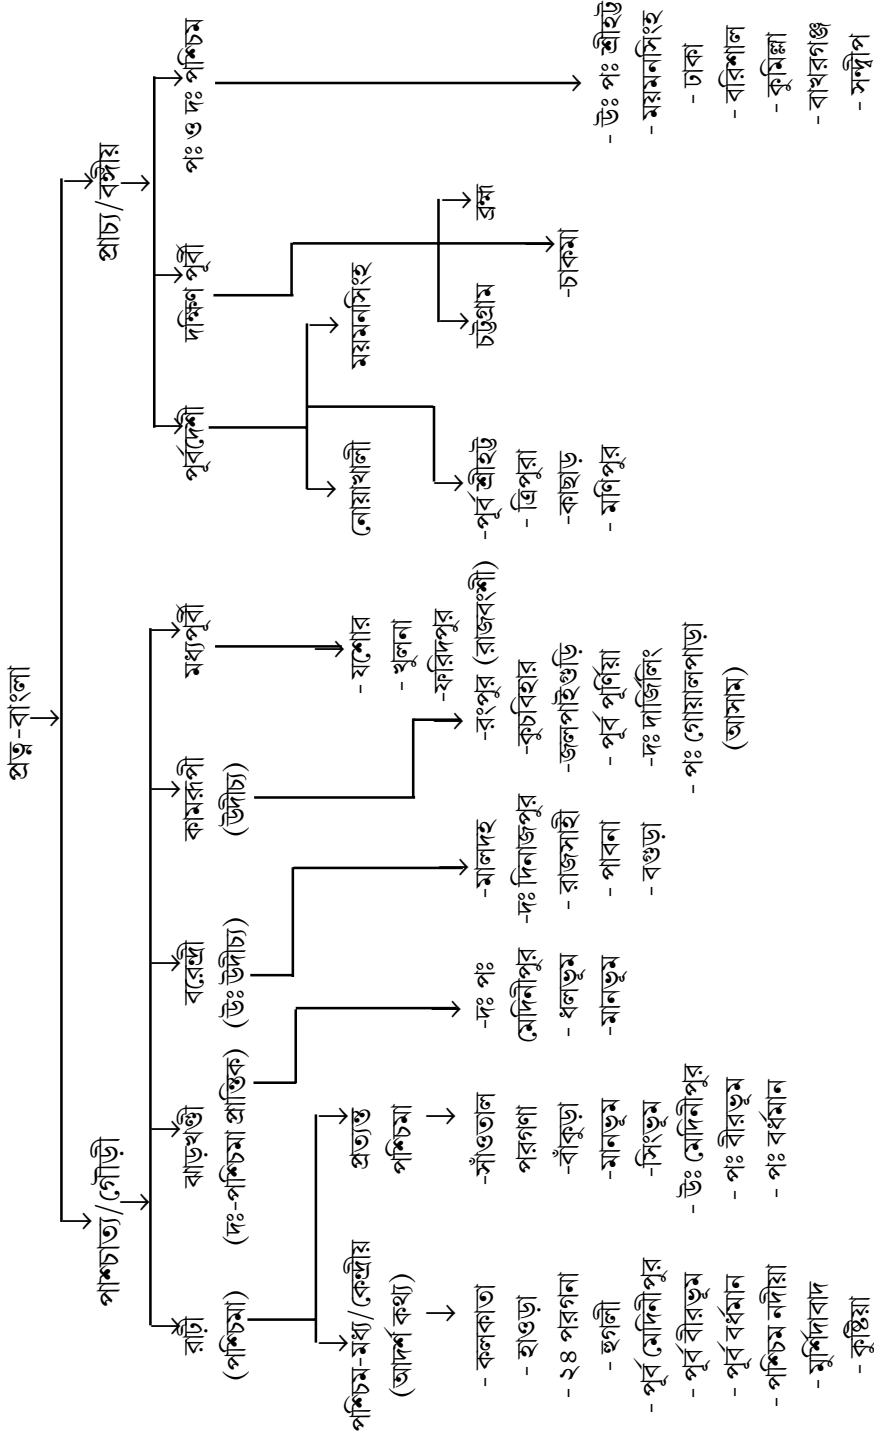 প্রত্ন-বাংলা
পাশ্চাত্য/গৌড়ী
প্রাচ্য/বঙ্গীয়
রাঢ়ী
(পশ্চিমা)
ঝাড়খণ্ডী
(দঃ-পশ্চিমা প্রান্তিক)
বরেন্দ্রী
(উঃ উদীচ্য)
কামরূপী
(উদীচ্য)
মধ্যপূর্বী
পূর্বদেশী
দক্ষিণ পূর্বী
পঃ ও দঃ পশ্চিম
পশ্চিম-মধ্য/কেন্দ্রীয়
(আদর্শ কথ্য)
- কলকাতা
- হাওড়া
- ২৪ পরগনা
- হুগলী
- পূর্ব মেদিনীপুর
- পূর্ব বীরভূম
- পূর্ব বর্ধমান
- পশ্চিম নদীয়া
- মুর্শিদাবাদ
- কুষ্টিয়া
প্রত্যন্ত
পশ্চিমা
-সাঁওতাল
পরগণা
-বাঁকুড়া
-মানভূম
-সিংভূম
- উঃ মেদিনীপুর
- পঃ বীরভূম
- পঃ বর্ধমান
-দঃ পঃ
মেদিনীপুর
- ধলভূম
-মানভূম
-মালদহ
-দঃ দিনাজপুর
- রাজসাহী
- পাবনা
- বগুড়া
-রংপুর (রাজবংশী)
-কুচবিহার
-জলপাইগুড়ি
- পূর্ব পূর্ণিয়া
-দঃ দার্জিলিং
- পঃ গোয়ালপাড়া
(আসাম)
- যশোর
- খুলনা
-ফরিদপুর
নোয়াখালী
ময়মনসিংহ
-পূর্ব শ্রীহট্ট
- ত্রিপুরা
-কাছাড়
- মণিপুর
চট্টগ্রাম
ব্রহ্ম
-চাকমা
- উঃ পঃ শ্রীহট্ট
- ময়মনসিংহ
- ঢাকা
- বরিশাল
- কুমিল্লা
- বাখরগঞ্জ
- সন্দ্বীপ